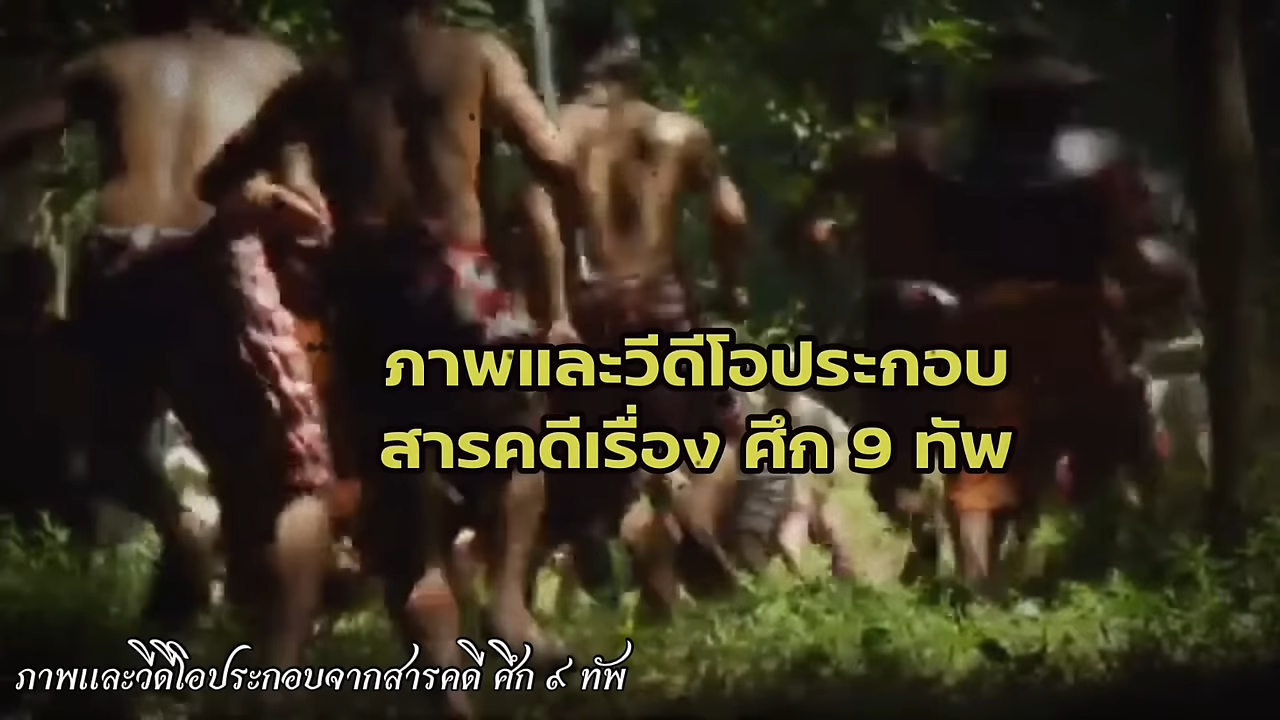 ภาพและวีดีโอประกอบ
สารคดีเรื่อง ศึก 9 ทัพ
ภาพและวีดีโอประกอบจากสารคดี ศึก ๙ ทัพ